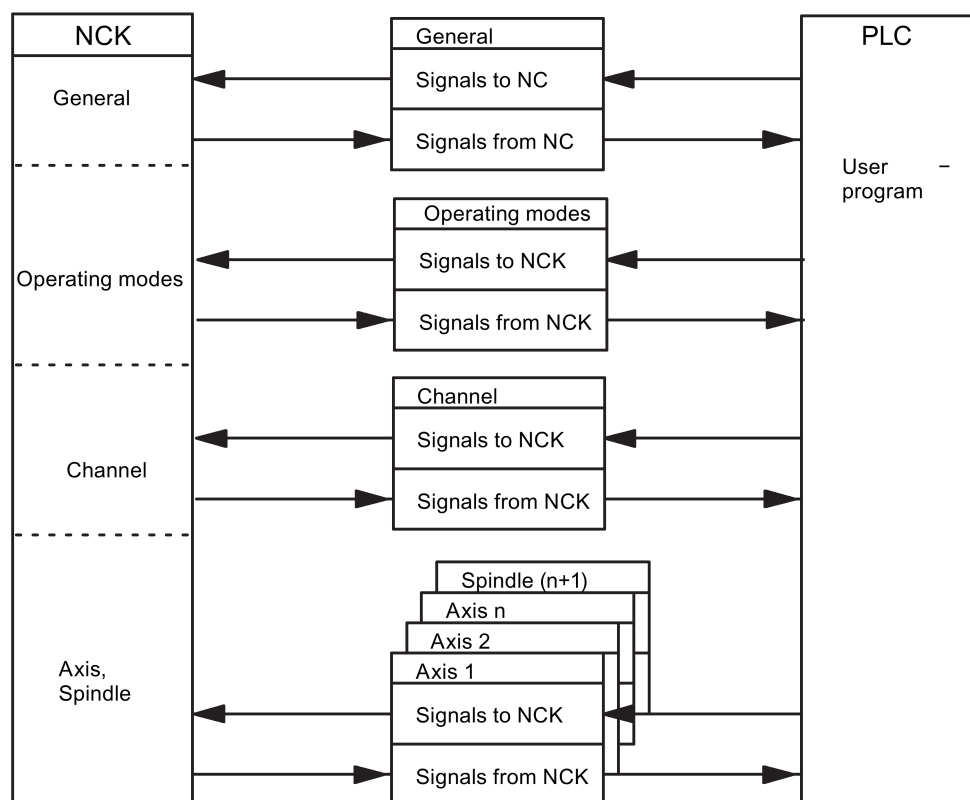 NCK
General
Operating modes
Channel
Axis,
Spindle
General
Signals to NC
Signals from NC
Operating modes
Signals to NCK
Signals from NCK
Channel
Signals to NCK
Signals from NCK
Spindle (n+1)
Axis n
Axis 2
Axis 1
Signals to NCK
Signals from NCK
PLC
User –
program